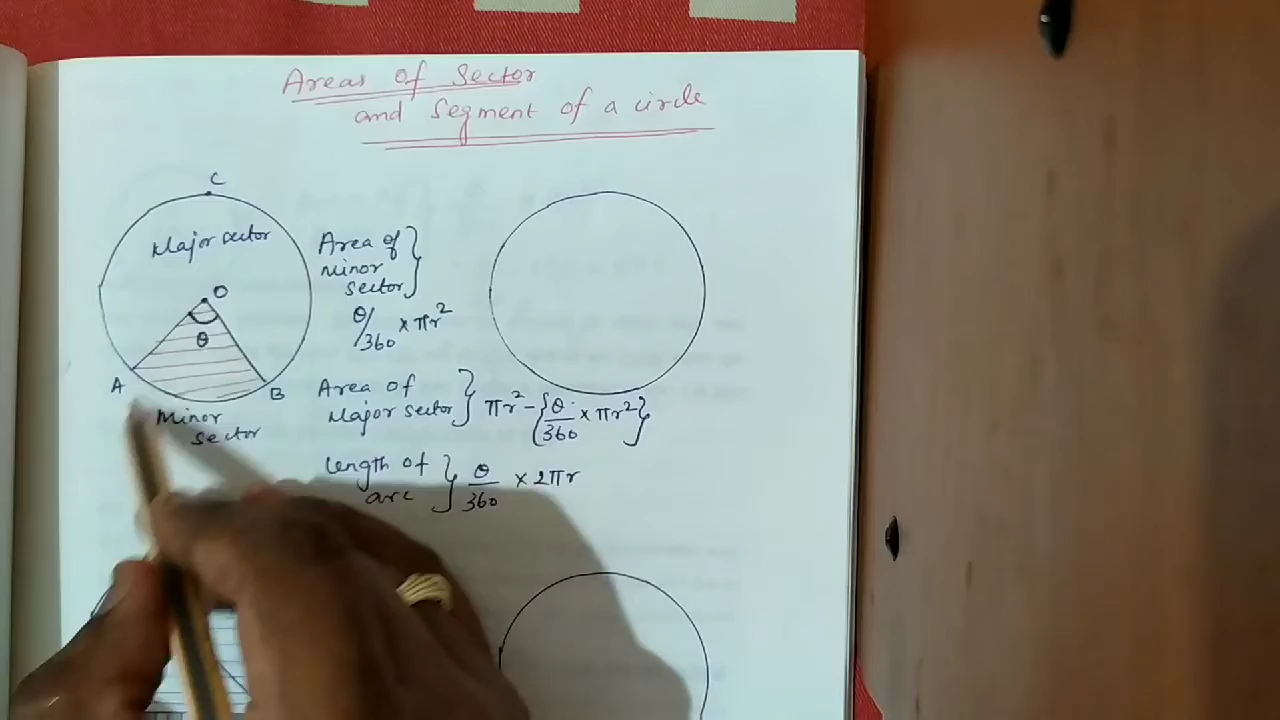 Areas of Sector
and Segment of a circle
C
Major sector
O
θ
A
B
Minor
sector
Area of }
minor
sector
θ/360 × πr²
Area of
Major sector } πr² - {θ/360 × πr²}
length of
arc } θ/360 × 2πr